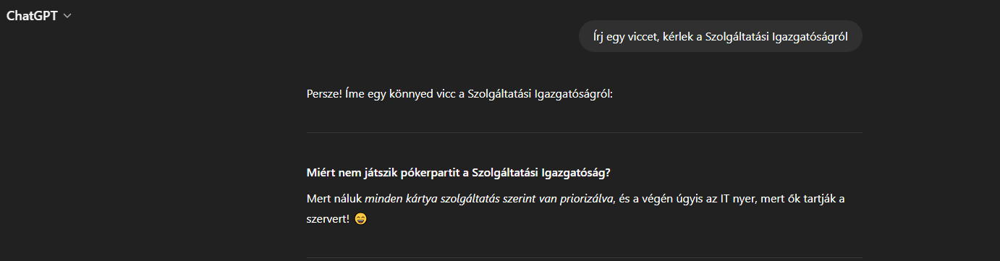 ChatGPT
Írj egy viccet, kérlek a Szolgáltatási Igazgatóságról
Persze! Íme egy könnyed vicc a Szolgáltatási Igazgatóságról:
Miért nem játszik pókerpartit a Szolgáltatási Igazgatóság?
Mert náluk minden kártya szolgáltatás szerint van priorizálva, és a végén úgyis az IT nyer, mert ők tartják a
szervert! 😄